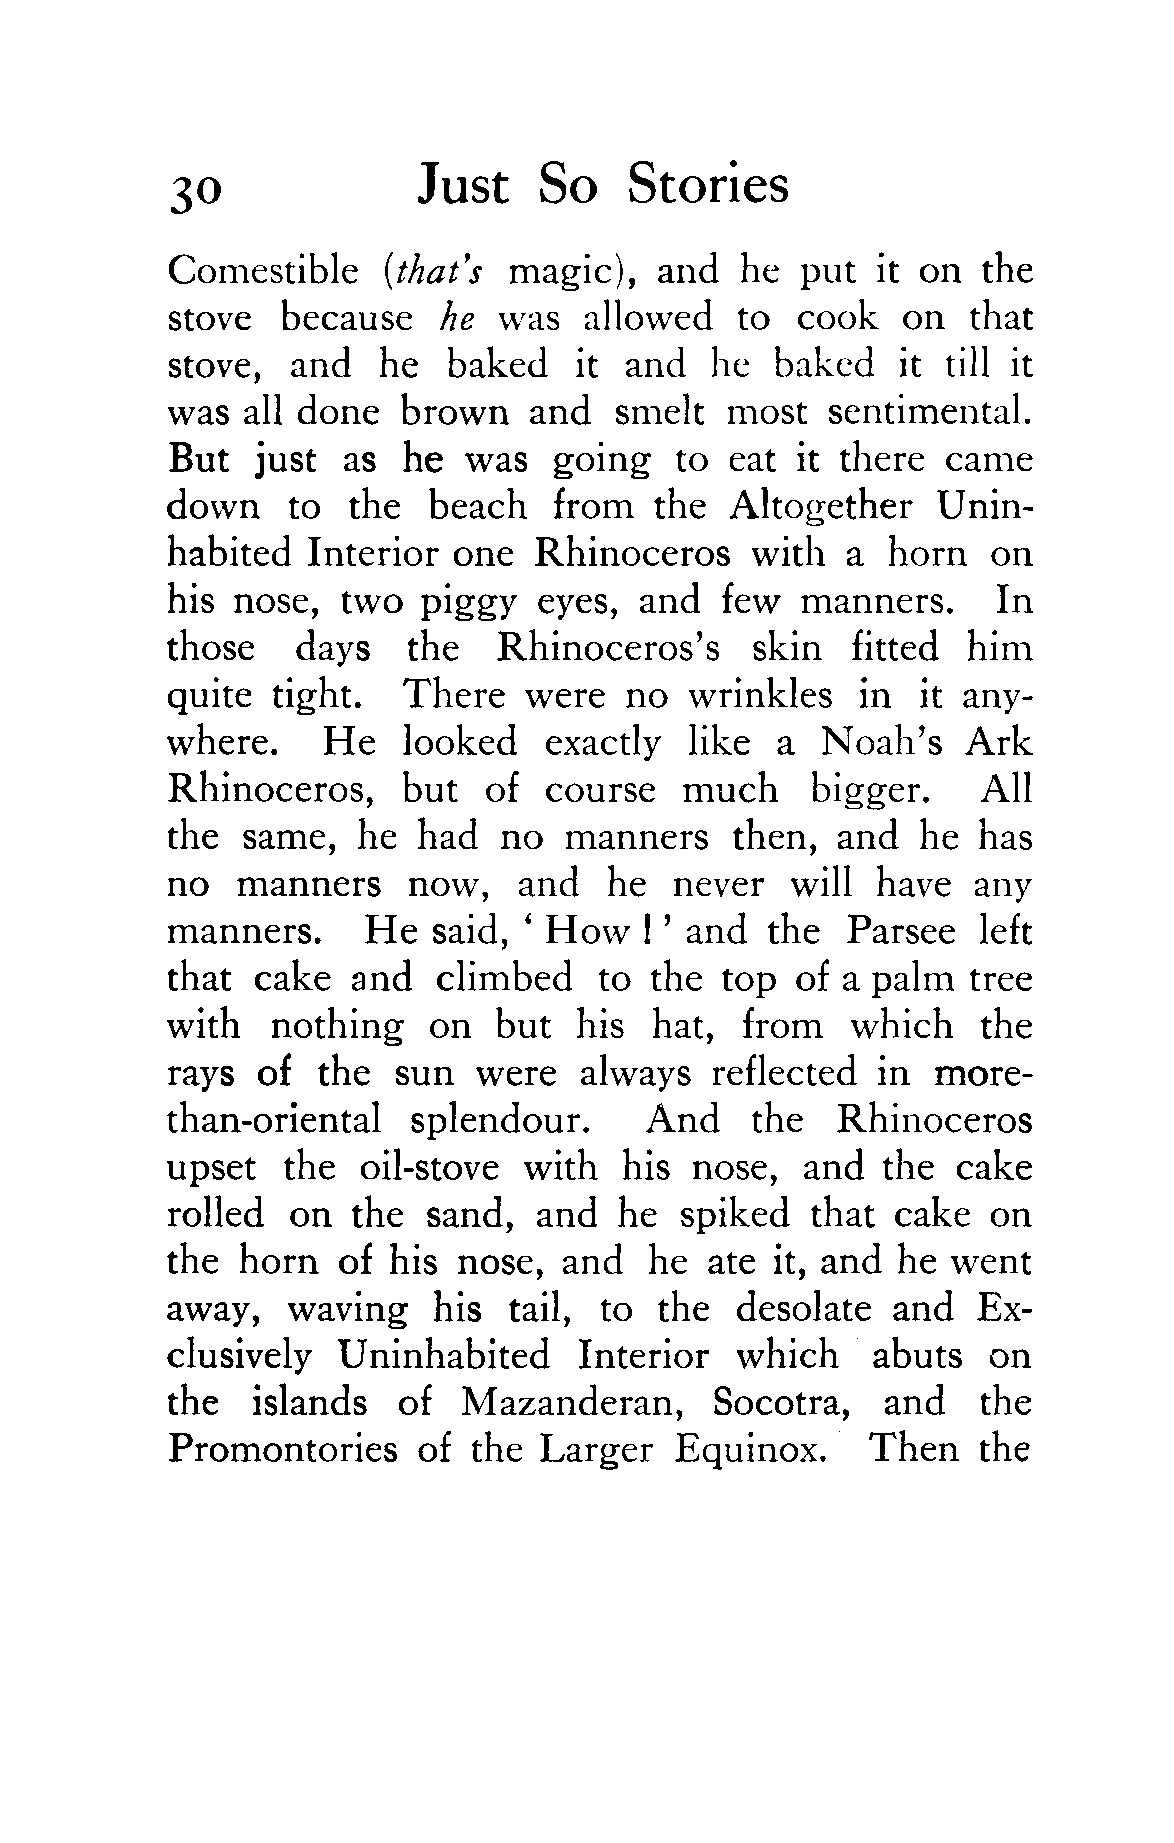 30 Just So Stories
Comestible (that's magic), and he put it on the
stove because he was allowed to cook on that
stove, and he baked it and he baked it till it
was all done brown and smelt most sentimental.
But just as he was going to eat it there came
down to the beach from the Altogether Unin-
habited Interior one Rhinoceros with a horn on
his nose, two piggy eyes, and few manners. In
those days the Rhinoceros's skin fitted him
quite tight. There were no wrinkles in it any-
where. He looked exactly like a Noah's Ark
Rhinoceros, but of course much bigger. All
the same, he had no manners then, and he has
no manners now, and he never will have any
manners. He said, ‘ How ! ’ and the Parsee left
that cake and climbed to the top of a palm tree
with nothing on but his hat, from which the
rays of the sun were always reflected in more-
than-oriental splendour. And the Rhinoceros
upset the oil-stove with his nose, and the cake
rolled on the sand, and he spiked that cake on
the horn of his nose, and he ate it, and he went
away, waving his tail, to the desolate and Ex-
clusively Uninhabited Interior which abuts on
the islands of Mazanderan, Socotra, and the
Promontories of the Larger Equinox. Then the